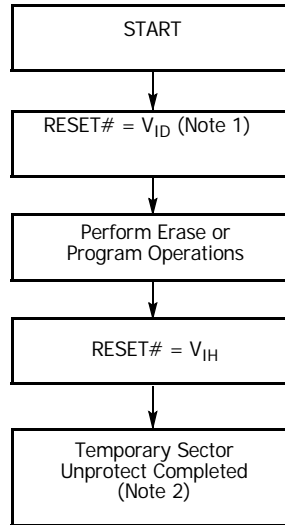 START
RESET# = VID (Note 1)
Perform Erase or
Program Operations
RESET# = VIH
Temporary Sector
Unprotect Completed
(Note 2)